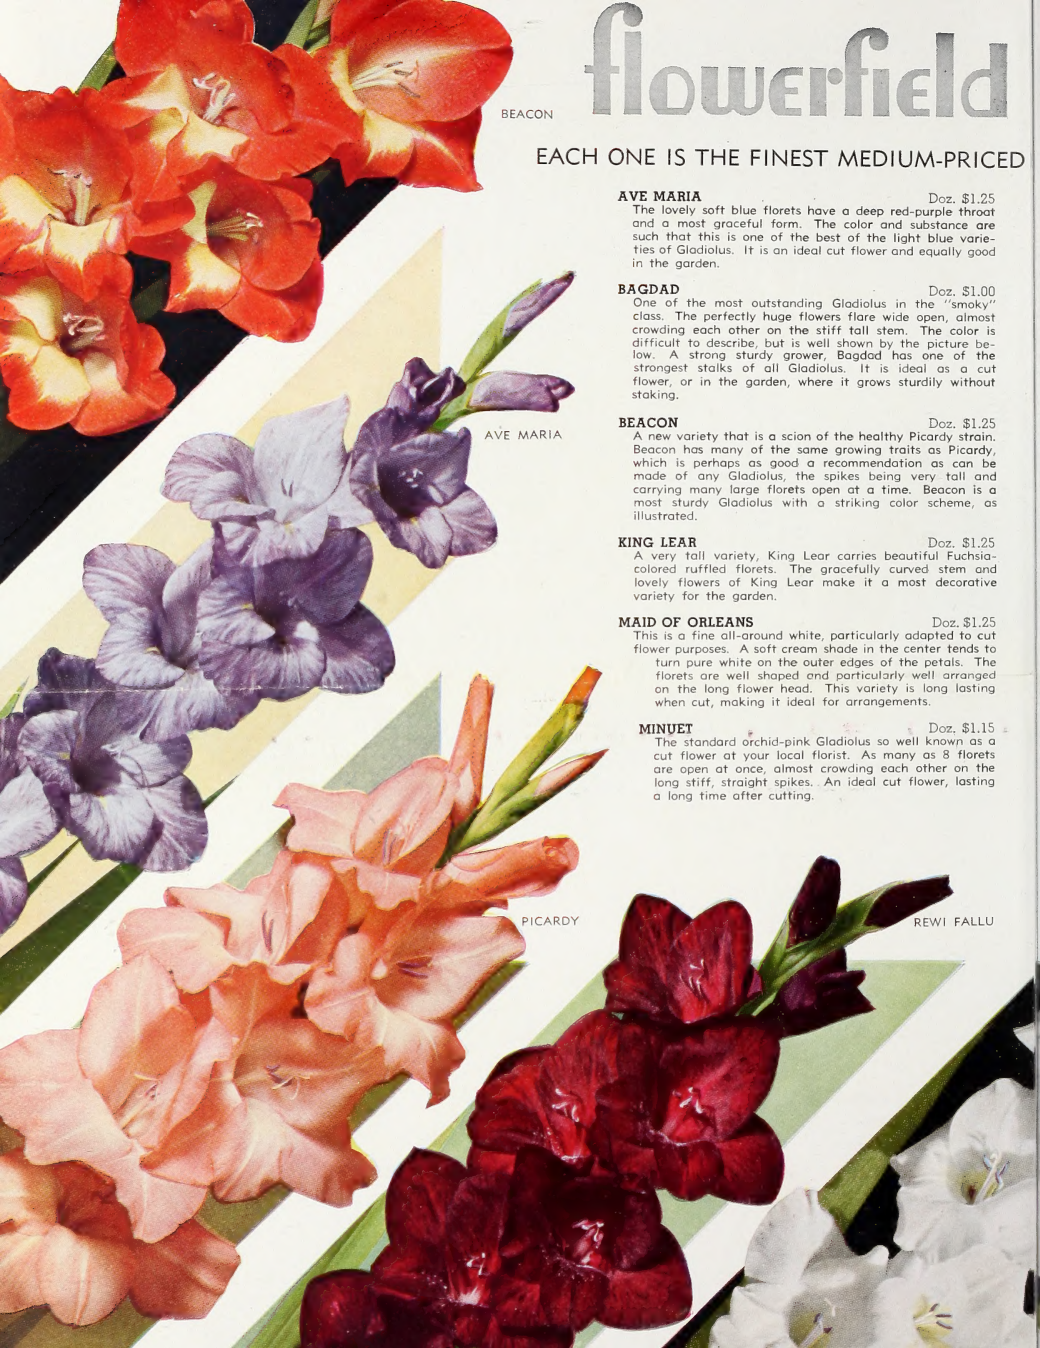 flowerfield
EACH ONE IS THE FINEST MEDIUM-PRICED
BEACON
AVE MARIA Doz. $1.25
The lovely soft blue florets have a deep red-purple throat
and a most graceful form. The color and substance are
such that this is one of the best of the light blue varie-
ties of Gladiolus. It is an ideal cut flower and equally good
in the garden.
BAGDAD Doz. $1.00
One of the most outstanding Gladiolus in the "smoky"
class. The perfectly huge flowers flare wide open, almost
crowding each other on the stiff tall stem. The color is
difficult to describe, but is well shown by the picture be-
low. A strong sturdy grower, Bagdad has one of the
strongest stalks of all Gladiolus. It is ideal as a cut
flower, or in the garden, where it grows sturdily without
staking.
BEACON Doz. $1.25
A new variety that is a scion of the healthy Picardy strain.
Beacon has many of the same growing traits as Picardy,
which is perhaps as good a recommendation as can be
made of any Gladiolus, the spikes being very tall and
carrying many large florets open at a time. Beacon is a
most sturdy Gladiolus with a striking color scheme, as
illustrated.
AVE MARIA
KING LEAR Doz. $1.25
A very tall variety, King Lear carries beautiful Fuchsia-
colored ruffled florets. The gracefully curved stem and
lovely flowers of King Lear make it a most decorative
variety for the garden.
MAID OF ORLEANS Doz. $1.25
This is a fine all-around white, particularly adapted to cut
flower purposes. A soft cream shade in the center tends to
turn pure white on the outer edges of the petals. The
florets are well shaped and particularly well arranged
on the long flower head. This variety is long lasting
when cut, making it ideal for arrangements.
MINUET Doz. $1.15
The standard orchid-pink Gladiolus so well known as a
cut flower at your local florist. As many as 8 florets
are open at once, almost crowding each other on the
long stiff, straight spikes. An ideal cut flower, lasting
a long time after cutting.
PICARDY
REWI FALLU